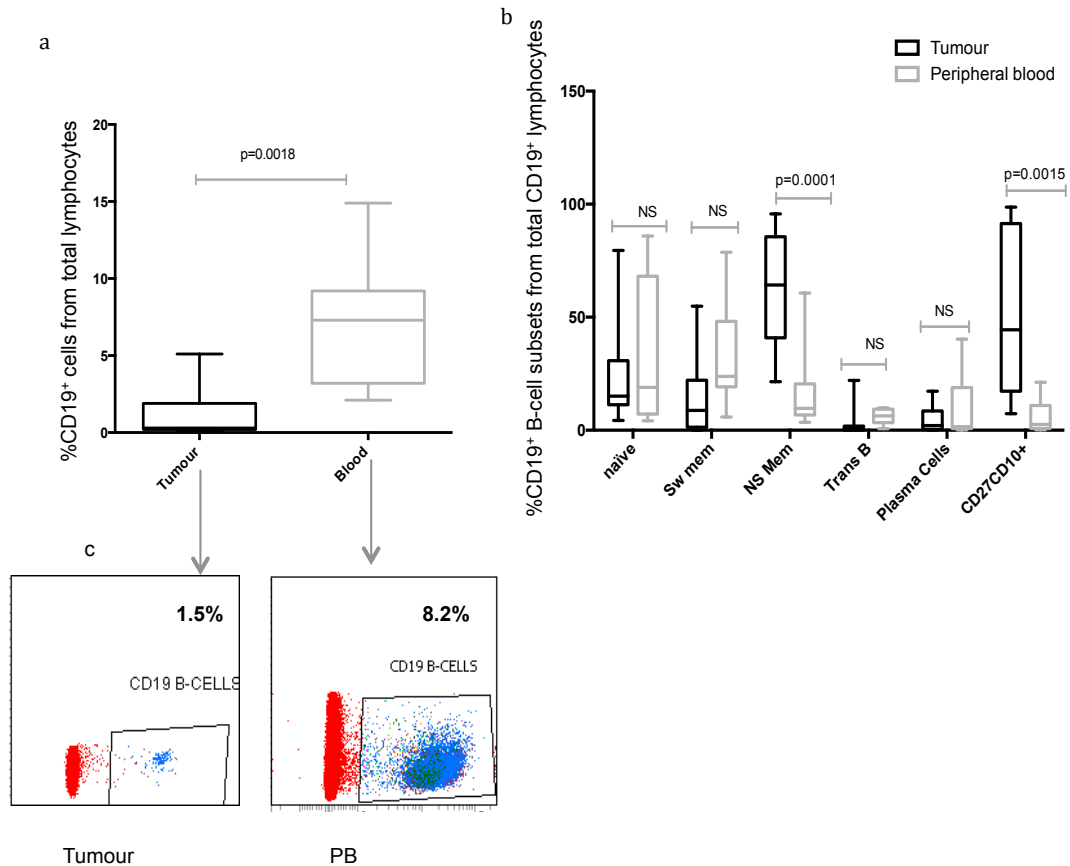 a
%CD19⁺ cells from total lymphocytes
20
15
10
5
0
p=0.0018
Tumour
Blood
b
Tumour
Peripheral blood
%CD19⁺ B-cell subsets from total CD19⁺ lymphocytes
150
100
50
0
NS
NS
p=0.0001
NS
NS
p=0.0015
naïve
Sw mem
NS Mem
Trans B
Plasma Cells
CD27CD10+
c
1.5%
CD19 B-CELLS
8.2%
CD19 B-CELLS
Tumour
PB